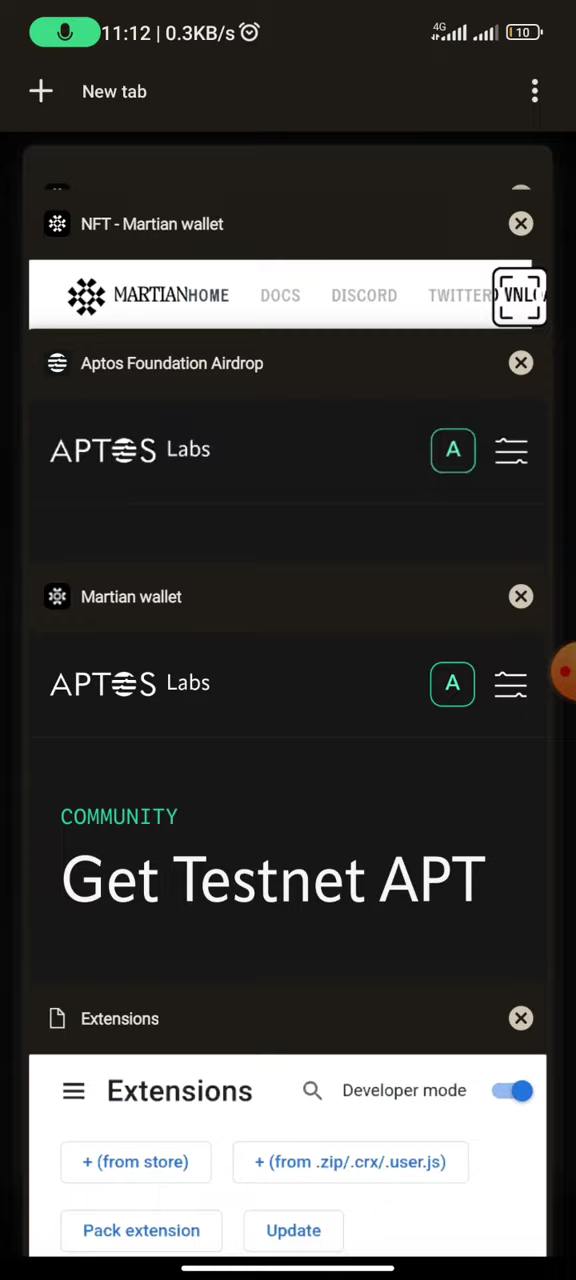 11:12 | 0.3KB/s
4G
10
New tab
NFT - Martian wallet
MARTIAN HOME DOCS DISCORD TWITTER
Aptos Foundation Airdrop
APTOS Labs A
Martian wallet
APTOS Labs A
COMMUNITY
Get Testnet APT
Extensions
Extensions Developer mode
+ (from store) + (from .zip/.crx/.user.js)
Pack extension Update